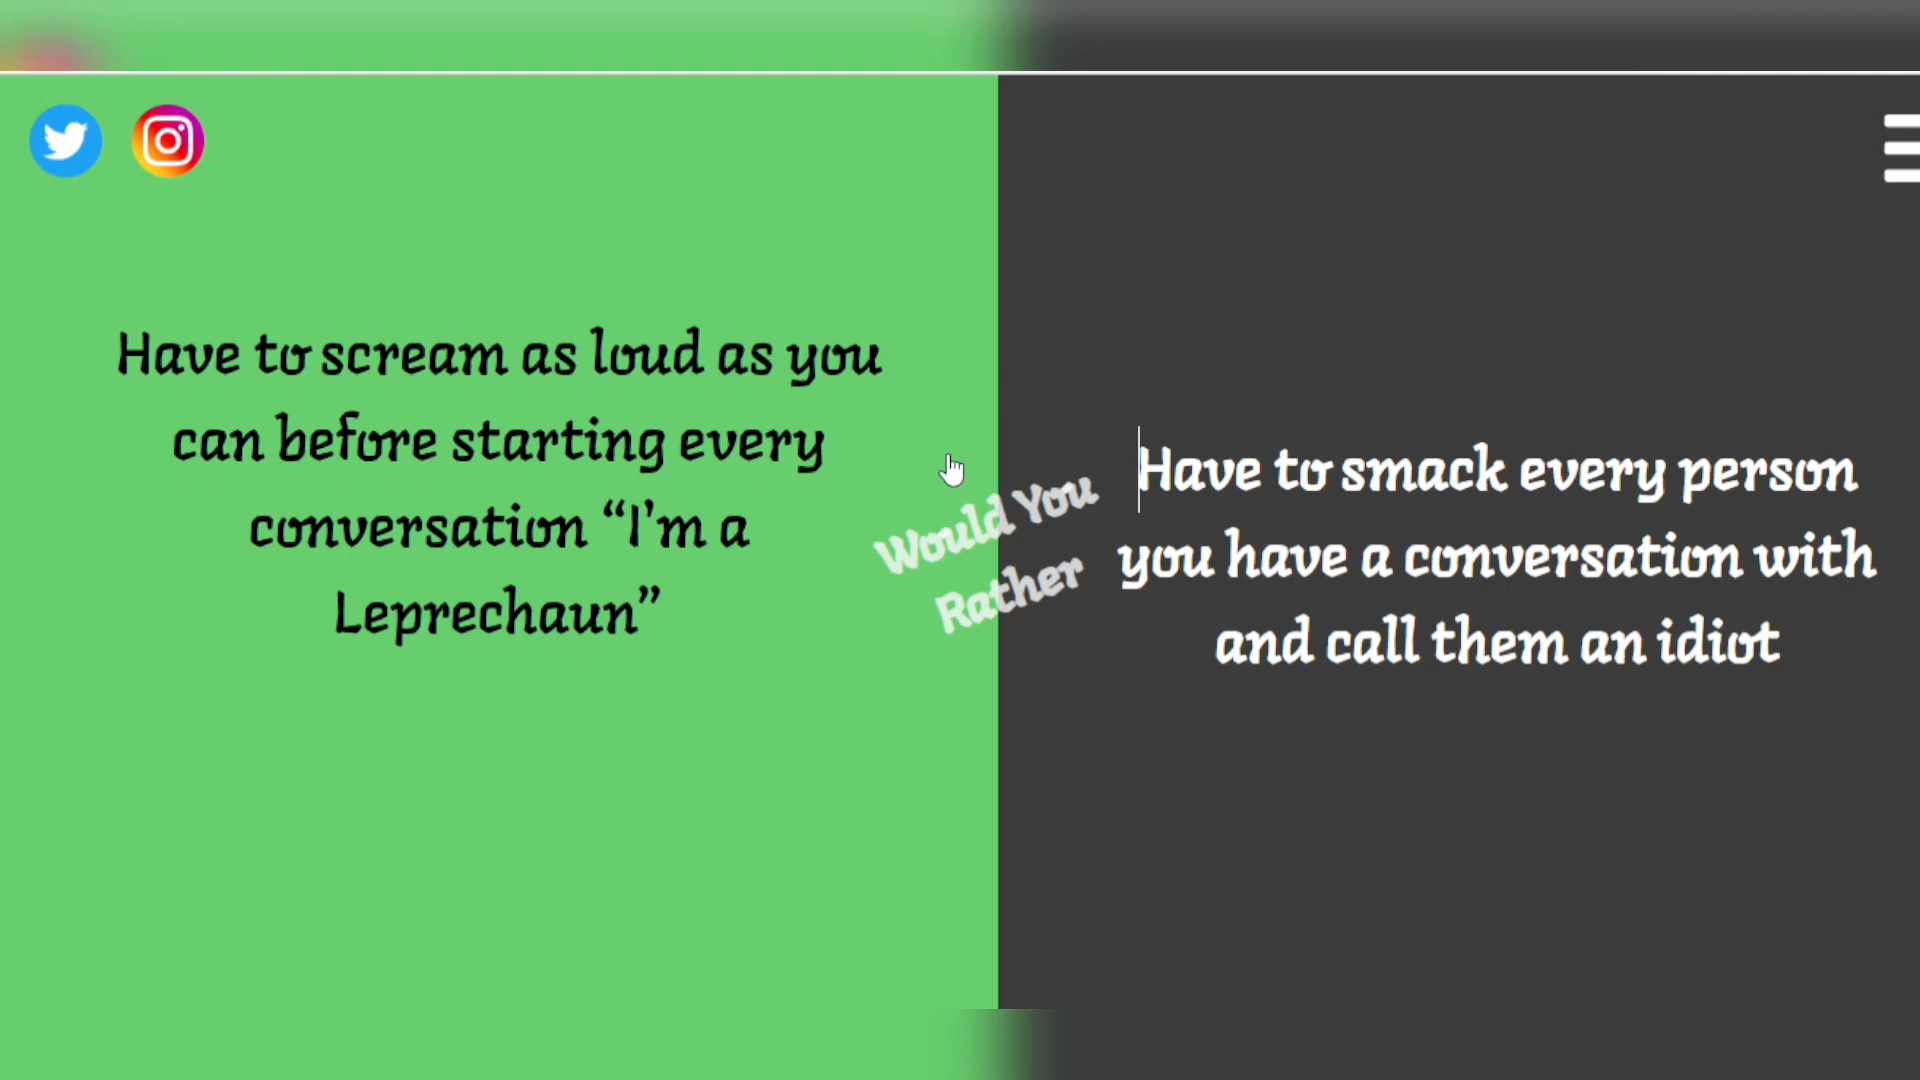 Have to scream as loud as you
can before starting every
conversation “I’m a
Leprechaun”
Would You
Rather
Have to smack every person
you have a conversation with
and call them an idiot